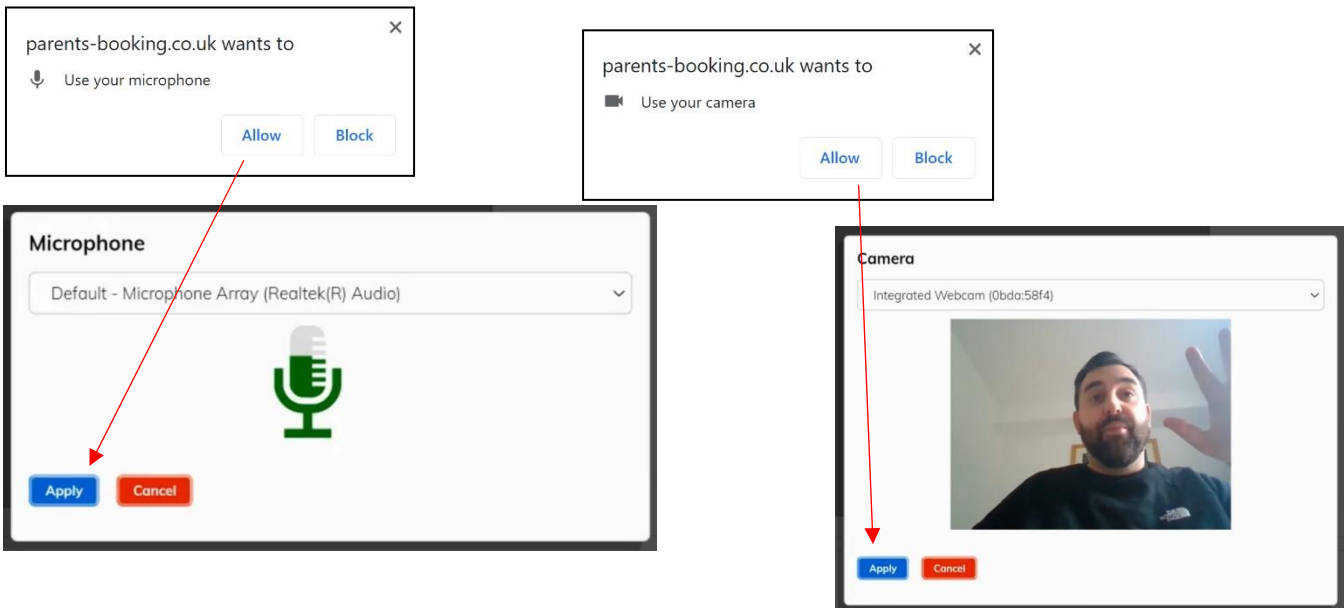 parents-booking.co.uk wants to
Use your microphone
Allow Block
Microphone
Default - Microphone Array (Realtek(R) Audio)
Apply Cancel
parents-booking.co.uk wants to
Use your camera
Allow Block
Camera
Integrated Webcam (0bda:58f4)
Apply Cancel